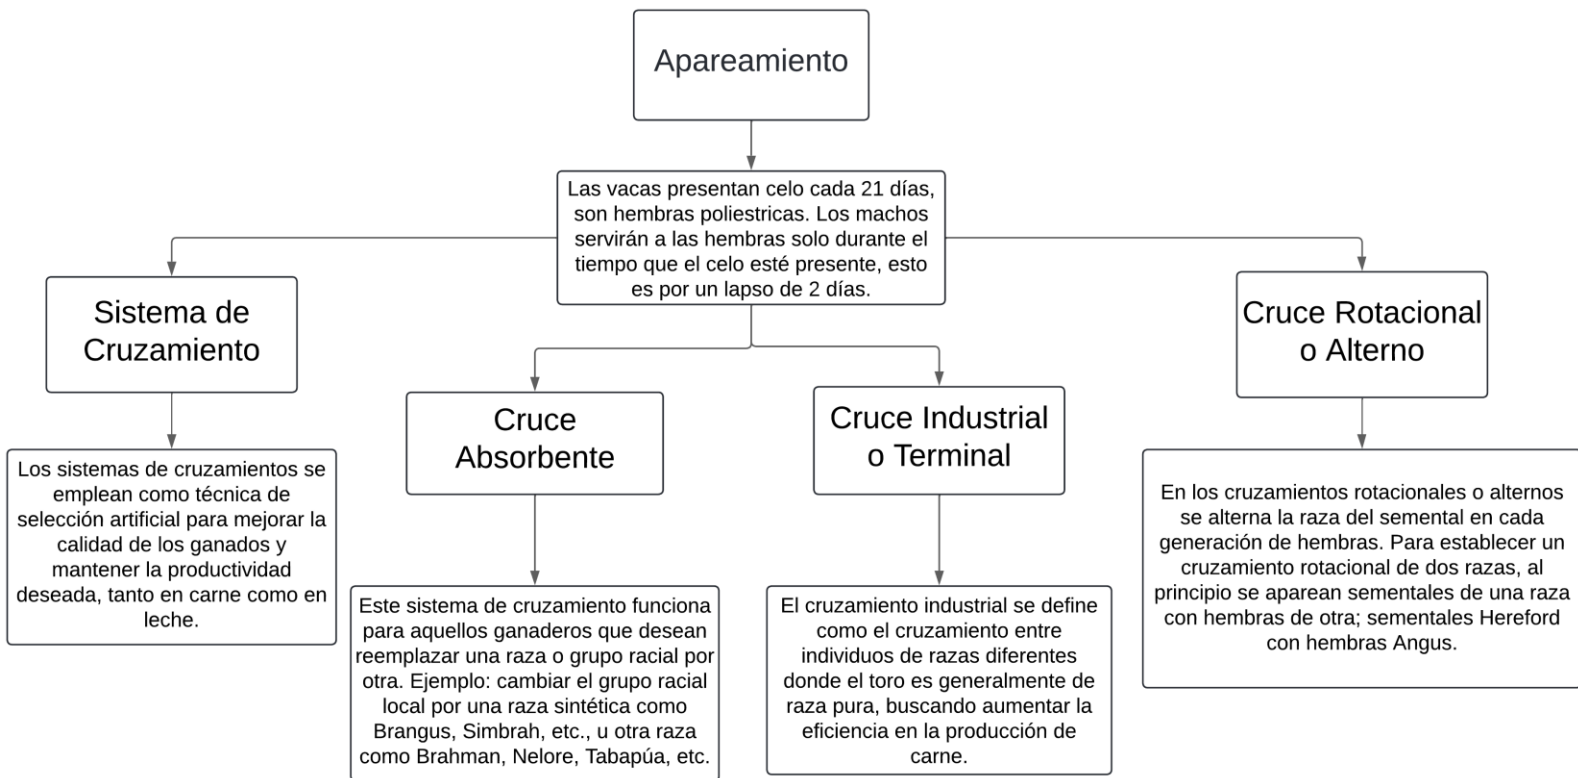 Apareamiento
Las vacas presentan celo cada 21 días,
son hembras poliestricas. Los machos
servirán a las hembras solo durante el
tiempo que el celo esté presente, esto
es por un lapso de 2 días.
Sistema de
Cruzamiento
Los sistemas de cruzamientos se
emplean como técnica de
selección artificial para mejorar la
calidad de los ganados y
mantener la productividad
deseada, tanto en carne como en
leche.
Cruce
Absorbente
Este sistema de cruzamiento funciona
para aquellos ganaderos que desean
reemplazar una raza o grupo racial por
otra. Ejemplo: cambiar el grupo racial
local por una raza sintética como
Brangus, Simbrah, etc., u otra raza
como Brahman, Nelore, Tabapúa, etc.
Cruce Industrial
o Terminal
El cruzamiento industrial se define
como el cruzamiento entre
individuos de razas diferentes
donde el toro es generalmente de
raza pura, buscando aumentar la
eficiencia en la producción de
carne.
Cruce Rotacional
o Alterno
En los cruzamientos rotacionales o alternos
se alterna la raza del semental en cada
generación de hembras. Para establecer un
cruzamiento rotacional de dos razas, al
principio se aparean sementales de una raza
con hembras de otra; sementales Hereford
con hembras Angus.